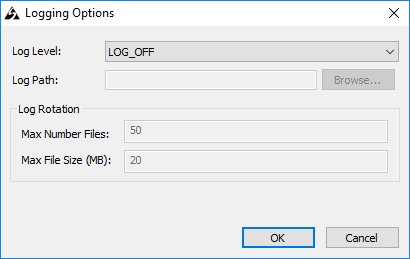 Logging Options
Log Level: LOG_OFF
Log Path: Browse...
Log Rotation
Max Number Files: 50
Max File Size (MB): 20
OK Cancel